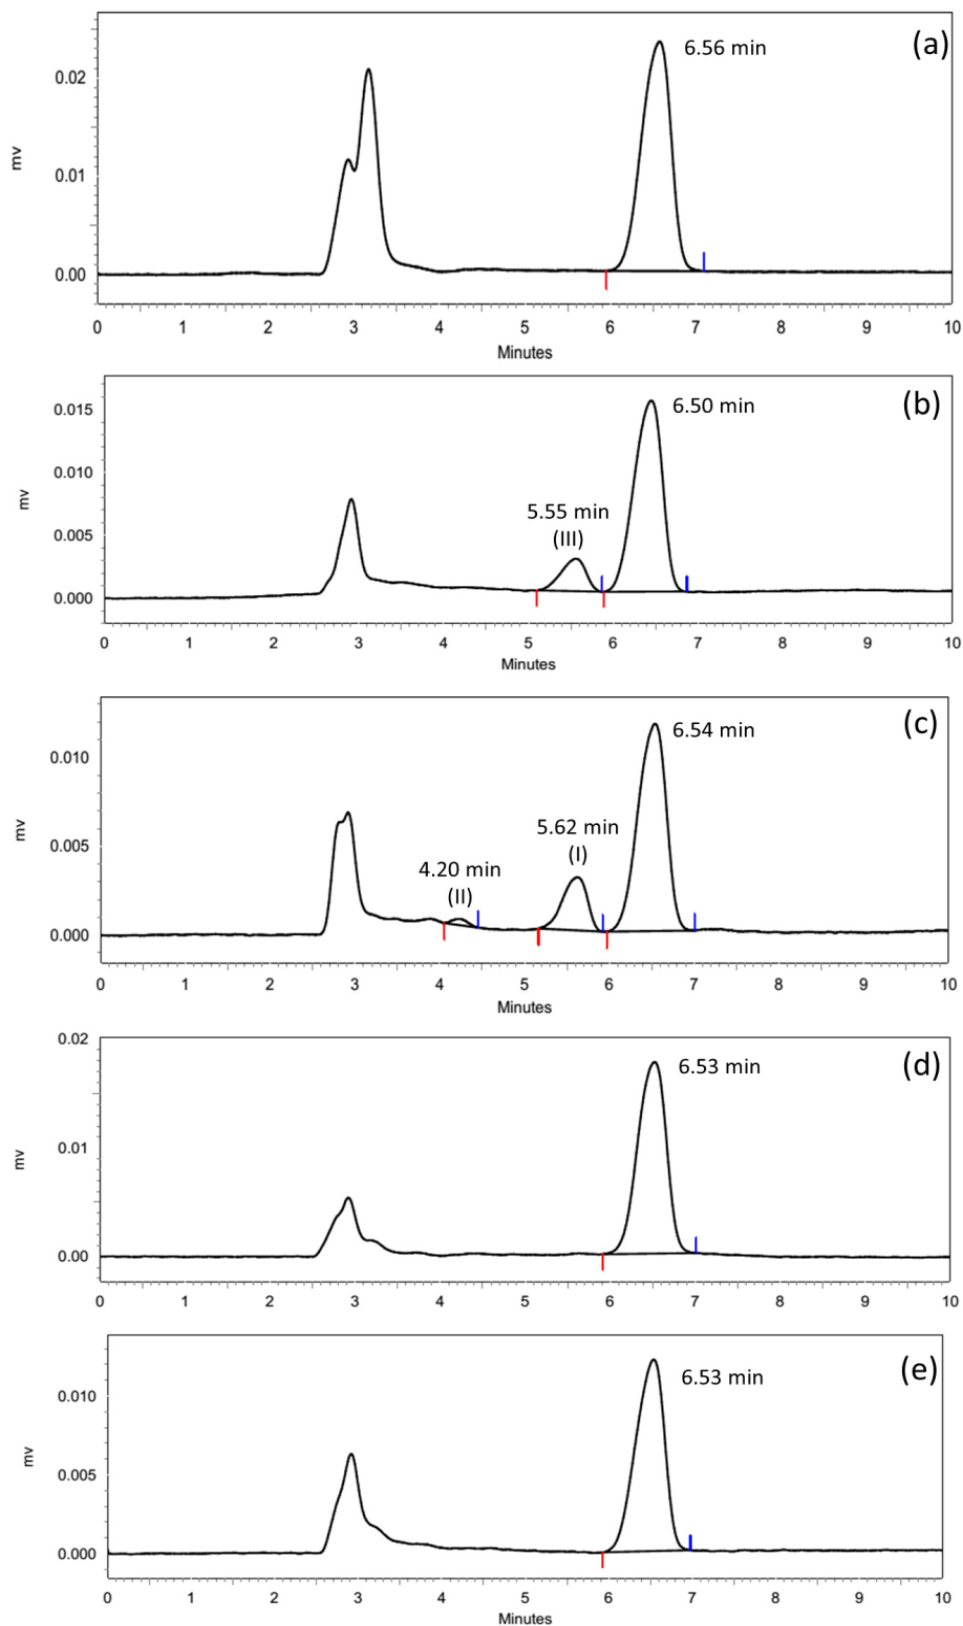 (a)
6.56 min
0.02
0.01
0.00
mv
0 1 2 3 4 5 6 7 8 9 10
Minutes
(b)
6.50 min
5.55 min
(III)
0.015
0.010
0.005
0.000
mv
0 1 2 3 4 5 6 7 8 9 10
Minutes
(c)
6.54 min
5.62 min
(I)
4.20 min
(II)
0.010
0.005
0.000
mv
0 1 2 3 4 5 6 7 8 9 10
Minutes
(d)
6.53 min
0.02
0.01
0.00
mv
0 1 2 3 4 5 6 7 8 9 10
Minutes
(e)
6.53 min
0.010
0.005
0.000
mv
0 1 2 3 4 5 6 7 8 9 10
Minutes